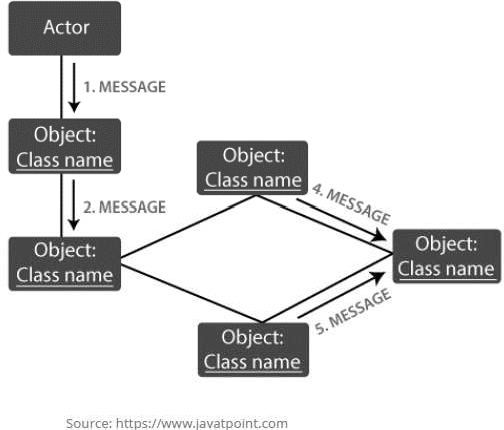 Actor
1. MESSAGE
Object:
Class name
2. MESSAGE
Object:
Class name
Object:
Class name
4. MESSAGE
Object:
Class name
5. MESSAGE
Object:
Class name
Source: https://www.javatpoint.com